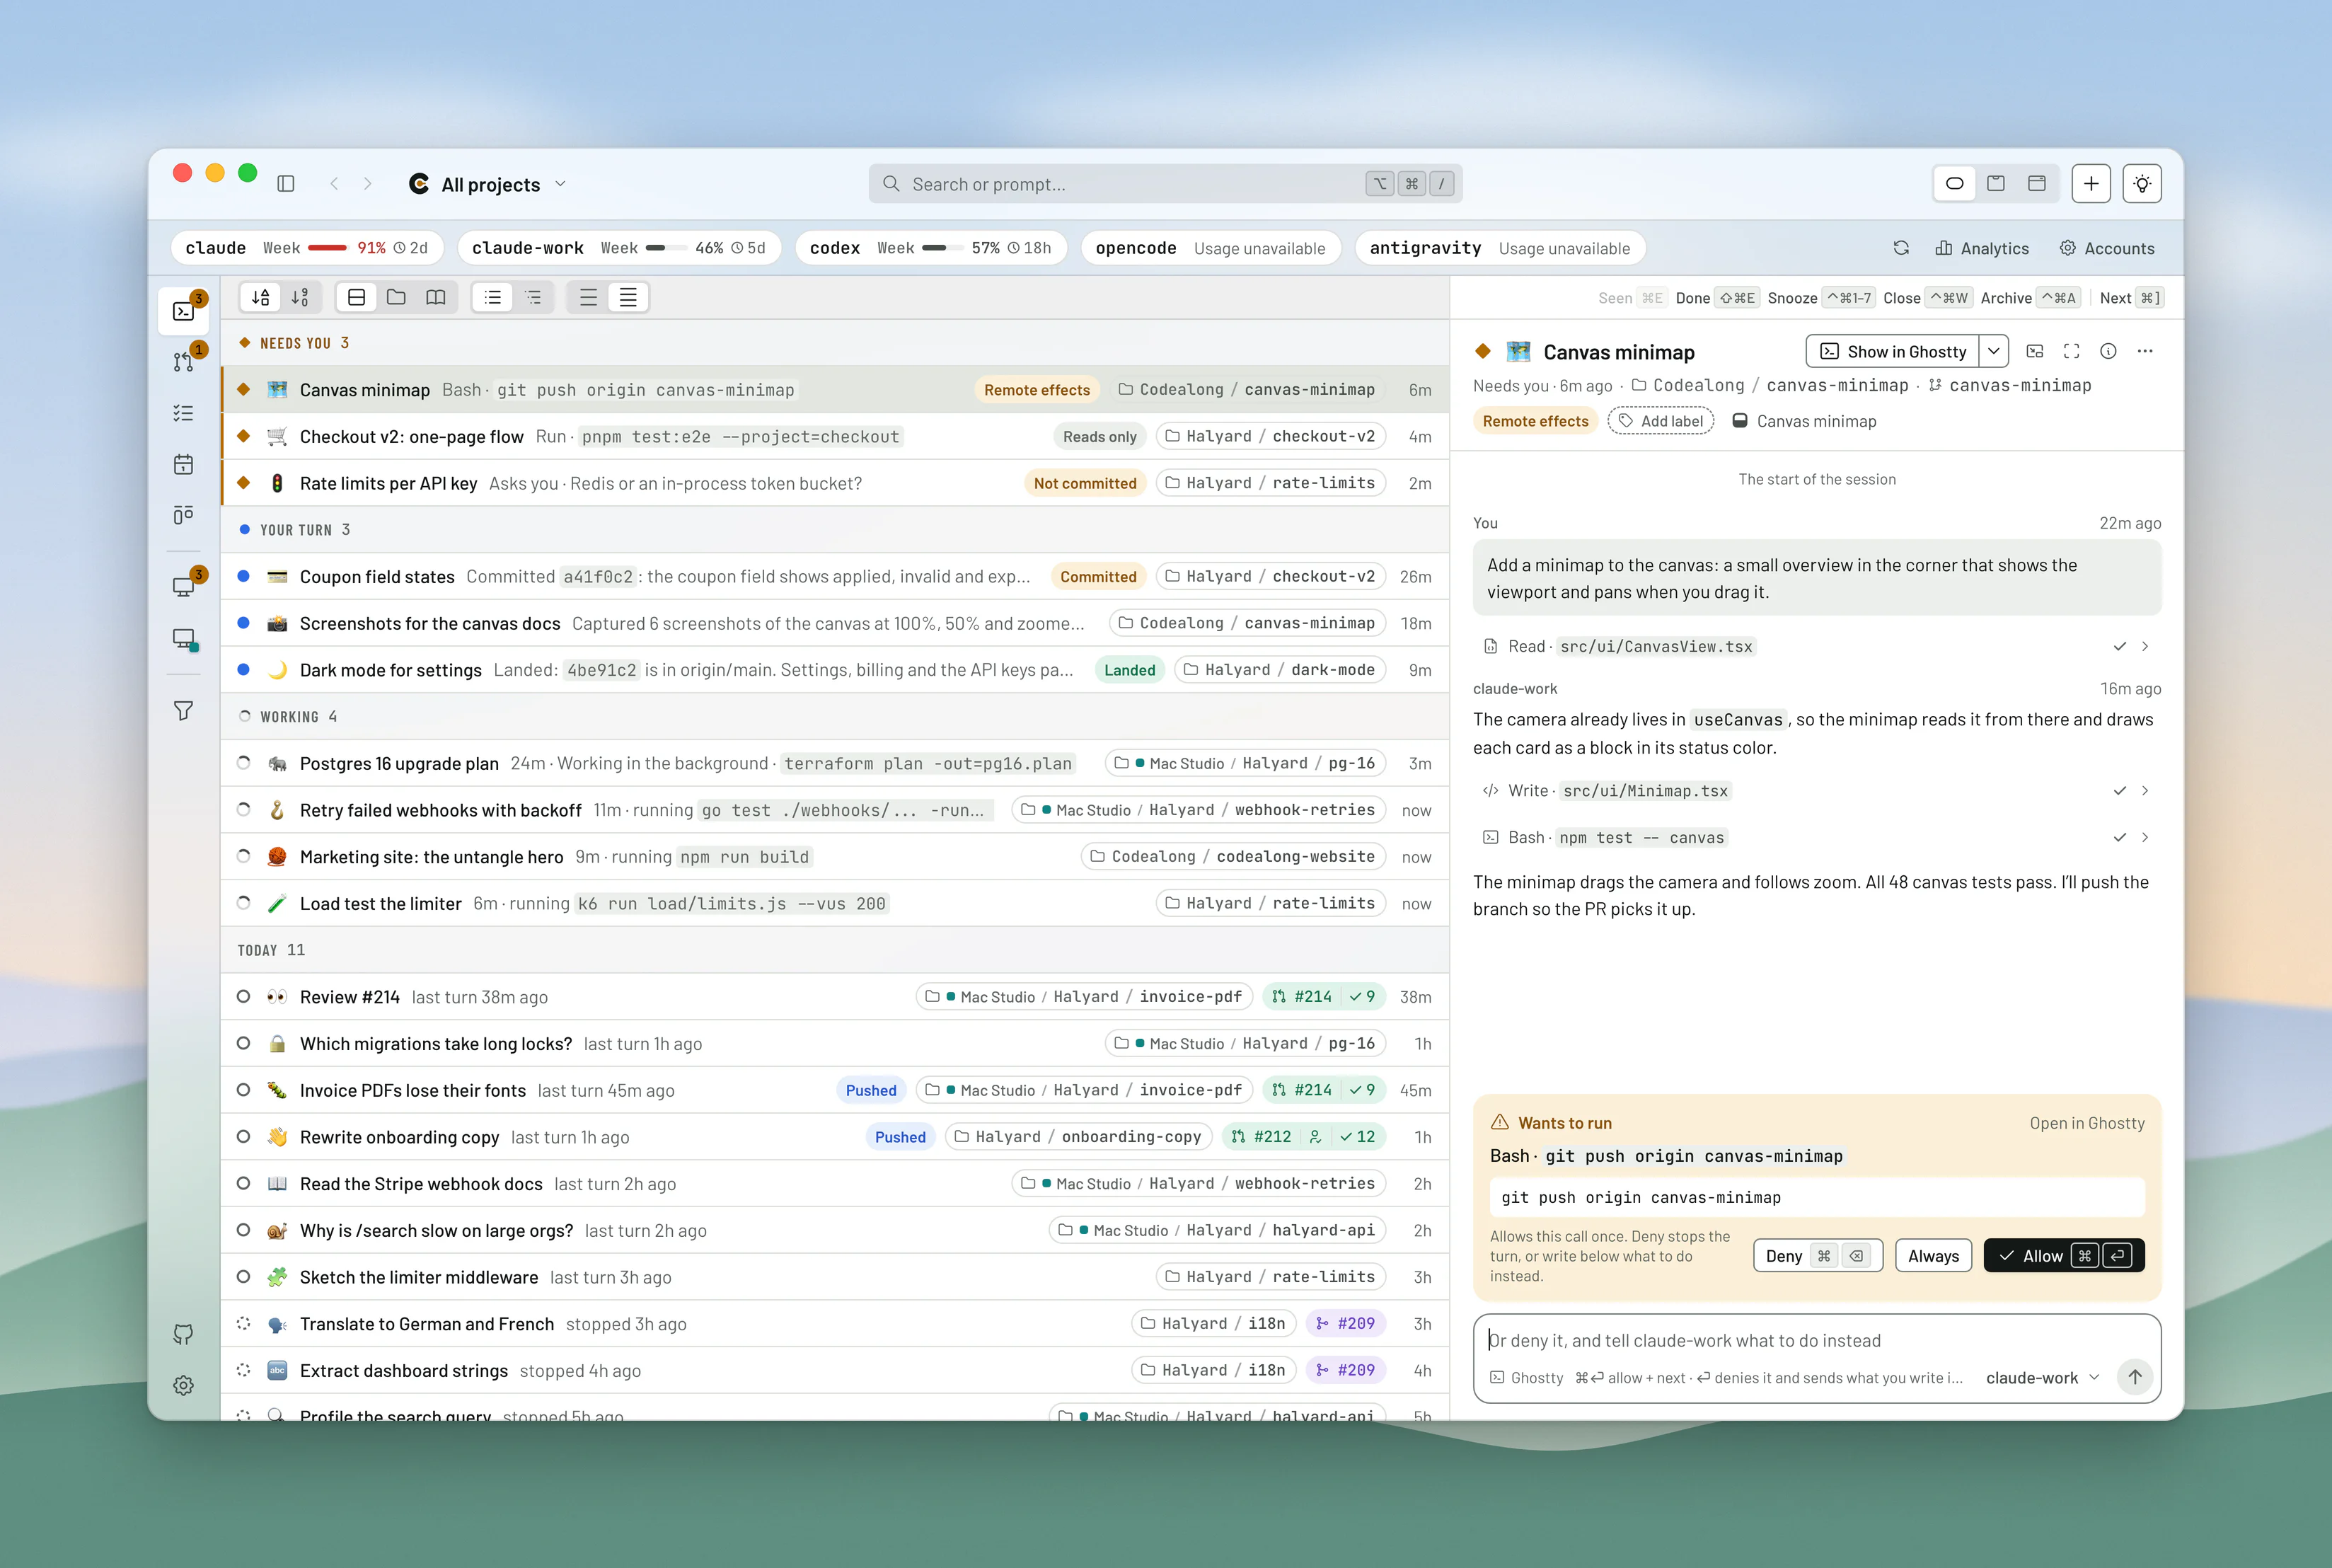 All projects
Search or prompt...
⌥ ⌘ /
claude Week 91% 2d
claude-work Week 46% 5d
codex Week 57% 18h
opencode Usage unavailable
antigravity Usage unavailable
Analytics
Accounts
3
1
3
Seen ⌘E Done ⇧⌘E Snooze ^⌘1-7 Close ^⌘W Archive ^⌘A Next ⌘]
NEEDS YOU 3
Canvas minimap Bash · git push origin canvas-minimap Remote effects Codealong / canvas-minimap 6m
Checkout v2: one-page flow Run · pnpm test:e2e --project=checkout Reads only Halyard / checkout-v2 4m
Rate limits per API key Asks you · Redis or an in-process token bucket? Not committed Halyard / rate-limits 2m
YOUR TURN 3
Coupon field states Committed a41f0c2: the coupon field shows applied, invalid and exp... Committed Halyard / checkout-v2 26m
Screenshots for the canvas docs Captured 6 screenshots of the canvas at 100%, 50% and zoome... Codealong / canvas-minimap 18m
Dark mode for settings Landed: 4be91c2 is in origin/main. Settings, billing and the API keys pa... Landed Halyard / dark-mode 9m
WORKING 4
Postgres 16 upgrade plan 24m · Working in the background · terraform plan -out=pg16.plan Mac Studio / Halyard / pg-16 3m
Retry failed webhooks with backoff 11m · running go test ./webhooks/... -run... Mac Studio / Halyard / webhook-retries now
Marketing site: the untangle hero 9m · running npm run build Codealong / codealong-website now
Load test the limiter 6m · running k6 run load/limits.js --vus 200 Halyard / rate-limits now
TODAY 11
Review #214 last turn 38m ago Mac Studio / Halyard / invoice-pdf #214 9 38m
Which migrations take long locks? last turn 1h ago Mac Studio / Halyard / pg-16 1h
Invoice PDFs lose their fonts last turn 45m ago Pushed Mac Studio / Halyard / invoice-pdf #214 9 45m
Rewrite onboarding copy last turn 1h ago Pushed Halyard / onboarding-copy #212 12 1h
Read the Stripe webhook docs last turn 2h ago Mac Studio / Halyard / webhook-retries 2h
Why is /search slow on large orgs? last turn 2h ago Mac Studio / Halyard / halyard-api 2h
Sketch the limiter middleware last turn 3h ago Halyard / rate-limits 3h
Translate to German and French stopped 3h ago Halyard / i18n #209 3h
abc Extract dashboard strings stopped 4h ago Halyard / i18n #209 4h
Profile the search query stopped 5h ago Mac Studio / Halyard / halyard-api 5h
Canvas minimap
Show in Ghostty
Needs you · 6m ago · Codealong / canvas-minimap · canvas-minimap
Remote effects Add label Canvas minimap
The start of the session
You 22m ago
Add a minimap to the canvas: a small overview in the corner that shows the
viewport and pans when you drag it.
Read · src/ui/CanvasView.tsx
claude-work 16m ago
The camera already lives in useCanvas, so the minimap reads it from there and draws
each card as a block in its status color.
Write · src/ui/Minimap.tsx
Bash · npm test -- canvas
The minimap drags the camera and follows zoom. All 48 canvas tests pass. I'll push the
branch so the PR picks it up.
Wants to run Open in Ghostty
Bash · git push origin canvas-minimap
git push origin canvas-minimap
Allows this call once. Deny stops the
turn, or write below what to do
instead.
Deny ⌘ ⌫
Always
Allow ⌘ ↵
Or deny it, and tell claude-work what to do instead
Ghostty ⌘↵ allow + next · ↵ denies it and sends what you write i... claude-work